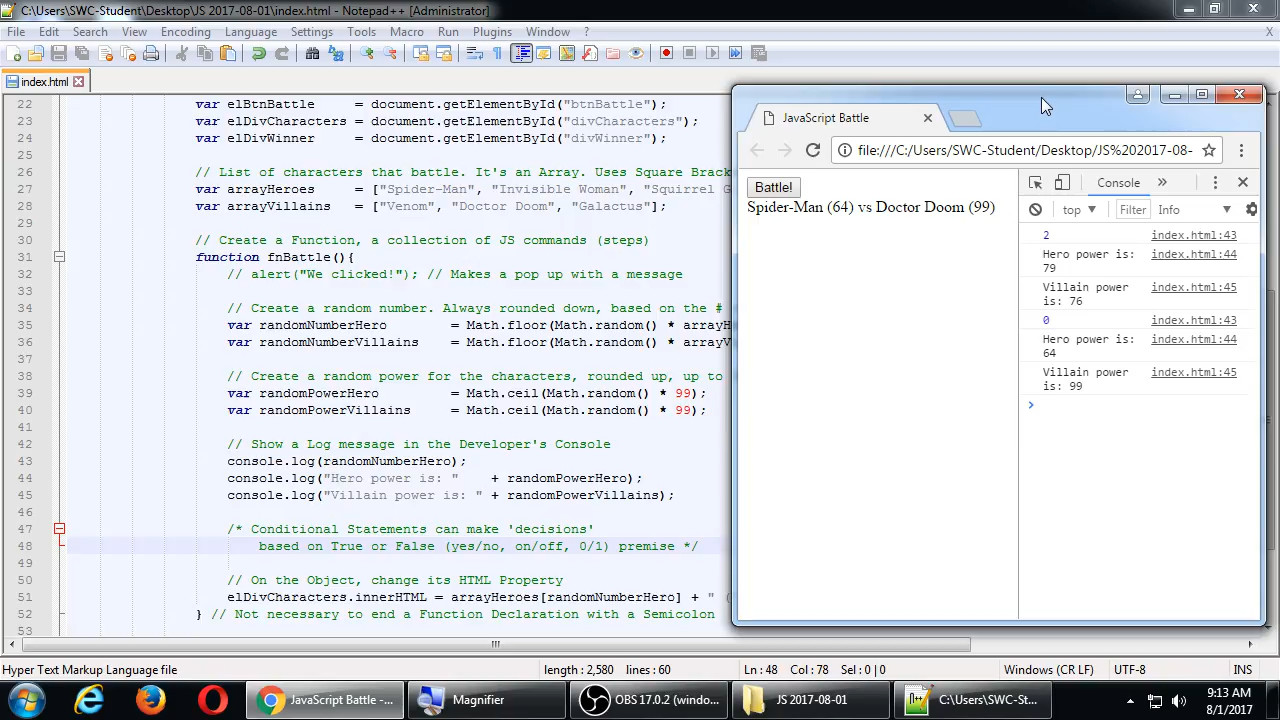 C:\Users\SWC-Student\Desktop\JS 2017-08-01\index.html - Notepad++ [Administrator]
File Edit Search View Encoding Language Settings Tools Macro Run Plugins Window ?
X
index.html
22 var elBtnBattle = document.getElementById("btnBattle");
23 var elDivCharacters = document.getElementById("divCharacters");
24 var elDivWinner = document.getElementById("divWinner");
25
26 // List of characters that battle. It's an Array. Uses Square Brack
27 var arrayHeroes = ["Spider-Man", "Invisible Woman", "Squirrel G
28 var arrayVillains = ["Venom", "Doctor Doom", "Galactus"];
29
30 // Create a Function, a collection of JS commands (steps)
31 function fnBattle(){
32 // alert("We clicked!"); // Makes a pop up with a message
33
34 // Create a random number. Always rounded down, based on the #
35 var randomNumberHero = Math.floor(Math.random() * arrayH
36 var randomNumberVillains = Math.floor(Math.random() * arrayV
37
38 // Create a random power for the characters, rounded up, up to
39 var randomPowerHero = Math.ceil(Math.random() * 99);
40 var randomPowerVillains = Math.ceil(Math.random() * 99);
41
42 // Show a Log message in the Developer's Console
43 console.log(randomNumberHero);
44 console.log("Hero power is: " + randomPowerHero);
45 console.log("Villain power is: " + randomPowerVillains);
46
47 /* Conditional Statements can make 'decisions'
48 based on True or False (yes/no, on/off, 0/1) premise */
49
50 // On the Object, change its HTML Property
51 elDivCharacters.innerHTML = arrayHeroes[randomNumberHero] + " (
52 } // Not necessary to end a Function Declaration with a Semicolon
53
JavaScript Battle
file:///C:/Users/SWC-Student/Desktop/JS%202017-08-
Battle!
Spider-Man (64) vs Doctor Doom (99)
Console »
top Filter Info
2 index.html:43
Hero power is: index.html:44
79
Villain power index.html:45
is: 76
0 index.html:43
Hero power is: index.html:44
64
Villain power index.html:45
is: 99
>
Hyper Text Markup Language file length : 2,580 lines : 60 Ln : 48 Col : 78 Sel : 0 | 0 Windows (CR LF) UTF-8 INS
JavaScript Battle -...
Magnifier
OBS 17.0.2 (windo...
JS 2017-08-01
C:\Users\SWC-St...
9:13 AM
8/1/2017